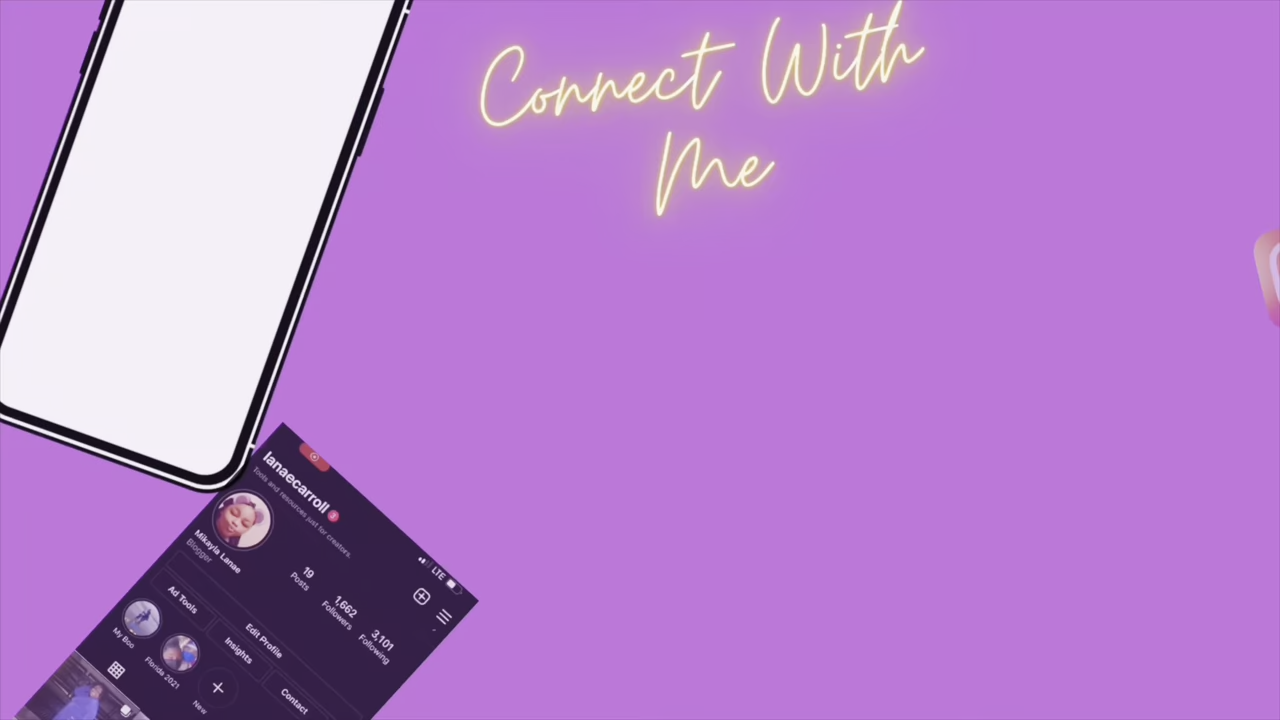 Connect With
Me
lanaecarroll 3
Tools and resources just for creators.
LTE
Mikayla Lanae
Blogger
19
Posts
1,662
Followers
3,101
Following
Edit Profile
Ad Tools
Insights
Contact
My Boo
Florida 2021
New